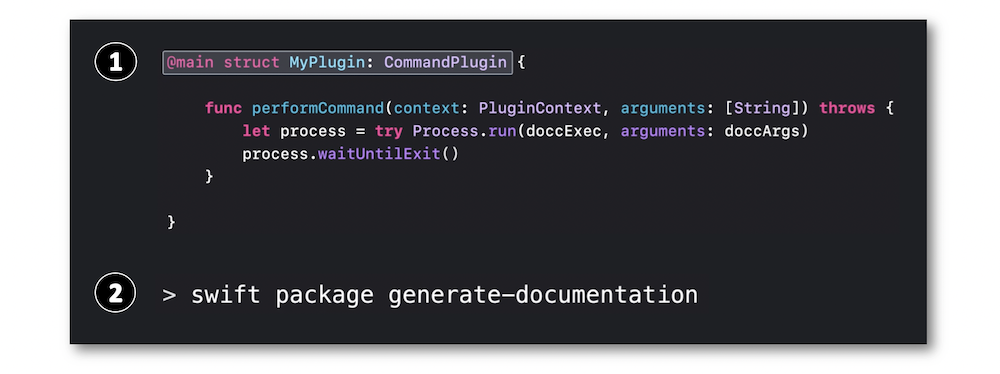 1 @main struct MyPlugin: CommandPlugin {
func performCommand(context: PluginContext, arguments: [String]) throws {
let process = try Process.run(doccExec, arguments: doccArgs)
process.waitUntilExit()
}
}
2 > swift package generate-documentation